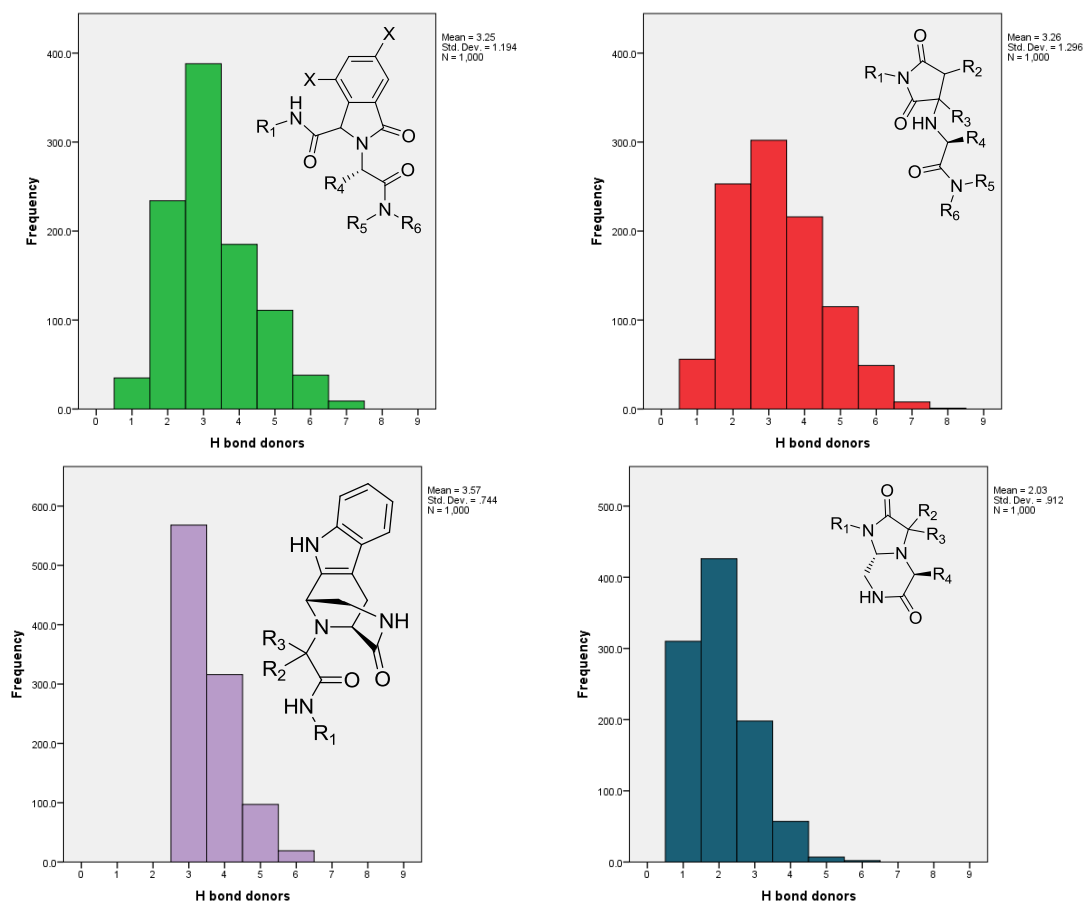 Mean = 3.25
Std. Dev. = 1.194
N = 1,000
Frequency
400.0
300.0
200.0
100.0
0.0
0 1 2 3 4 5 6 7 8 9
H bond donors
X
X
H
N
R1
O
O
N
R4
O
N
R5
R6
Mean = 3.26
Std. Dev. = 1.296
N = 1,000
Frequency
400.0
300.0
200.0
100.0
0.0
0 1 2 3 4 5 6 7 8 9
H bond donors
O
R1
N
R2
O
R3
HN
R4
O
N
R5
R6
Mean = 3.57
Std. Dev. = .744
N = 1,000
Frequency
600.0
500.0
400.0
300.0
200.0
100.0
0.0
0 1 2 3 4 5 6 7 8 9
H bond donors
HN
N
NH
R3
R2
O
O
HN
R1
Mean = 2.03
Std. Dev. = .912
N = 1,000
Frequency
500.0
400.0
300.0
200.0
100.0
0.0
0 1 2 3 4 5 6 7 8 9
H bond donors
O
R1
N
R2
R3
N
R4
HN
O